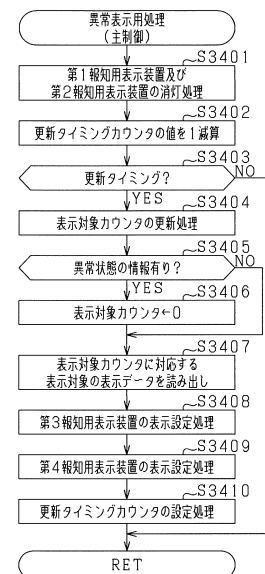 異常表示用処理
(主制御)
S3401
第1報知用表示装置及び
第2報知用表示装置の消灯処理
S3402
更新タイミングカウンタの値を1減算
S3403
更新タイミング?
NO
YES
S3404
表示対象カウンタの更新処理
S3405
異常状態の情報有り?
NO
YES
S3406
表示対象カウンタ←0
S3407
表示対象カウンタに対応する
表示対象の表示データを読み出し
S3408
第3報知用表示装置の表示設定処理
S3409
第4報知用表示装置の表示設定処理
S3410
更新タイミングカウンタの設定処理
RET